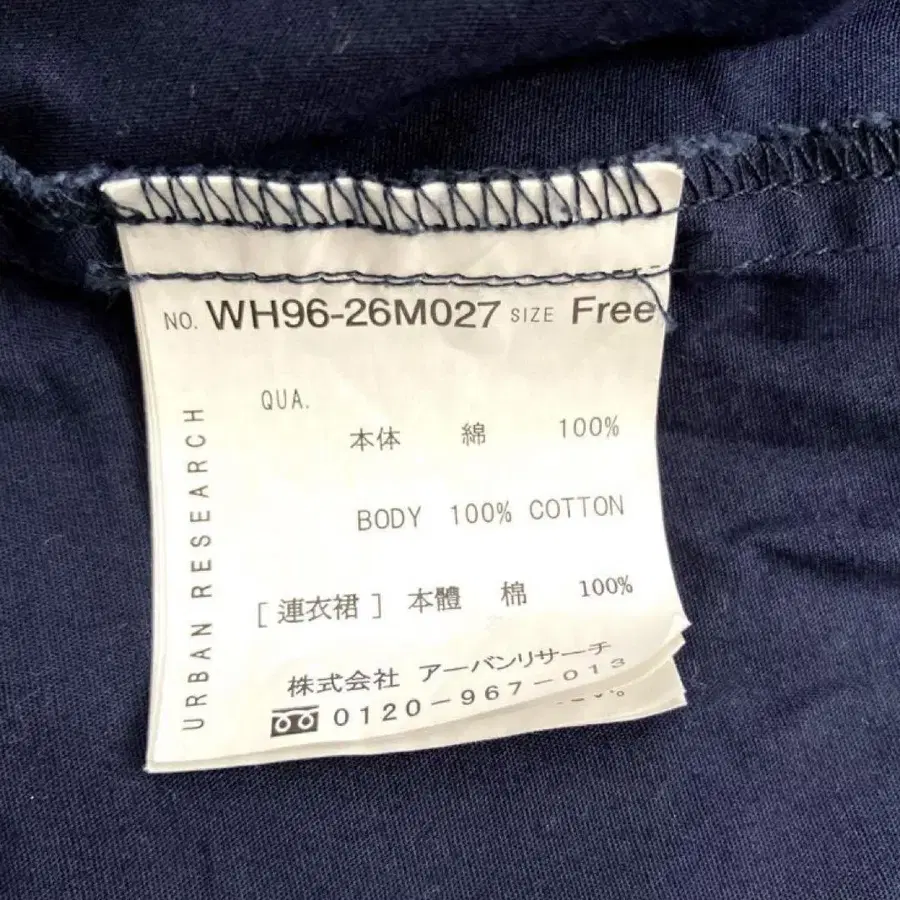 NO. WH96-26M027 SIZE Free
QUA.
本体 綿 100%
BODY 100% COTTON
[連衣裙] 本體 棉 100%
株式会社 アーバンリサーチ
0120-967-013
URBAN RESEARCH